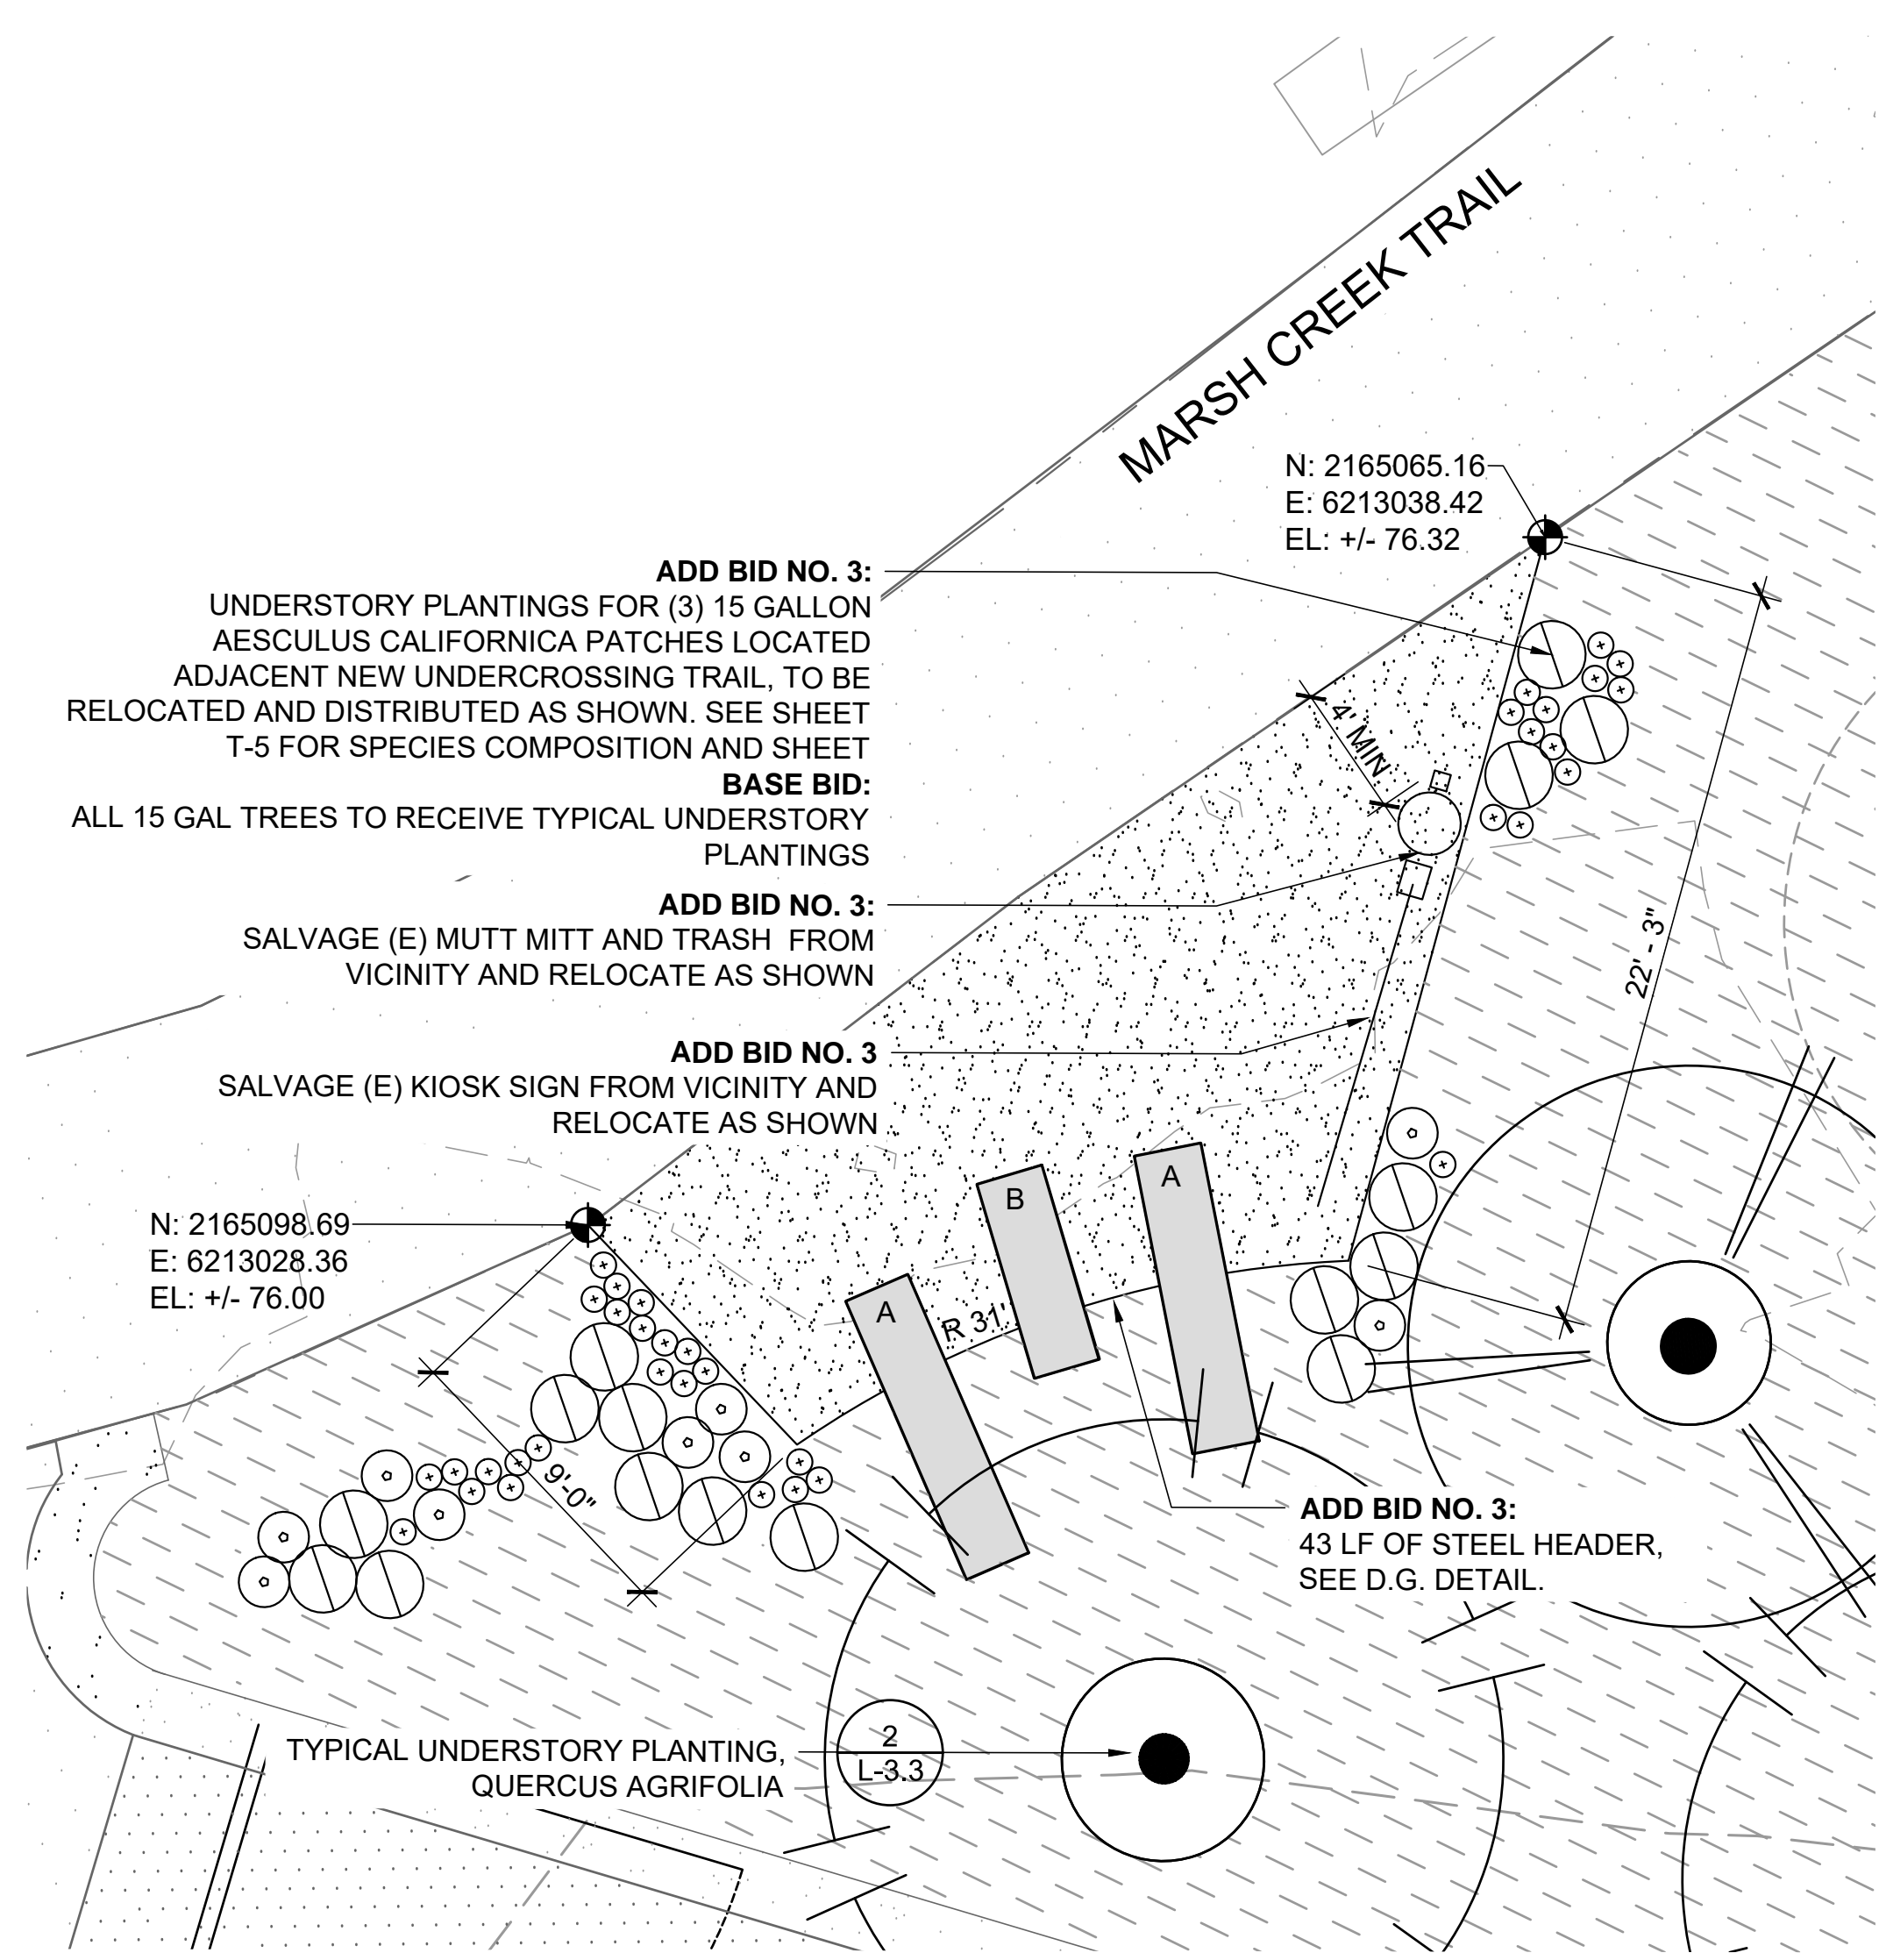 MARSH CREEK TRAIL
N: 2165065.16
E: 6213038.42
EL: +/- 76.32
ADD BID NO. 3:
UNDERSTORY PLANTINGS FOR (3) 15 GALLON
AESCULUS CALIFORNICA PATCHES LOCATED
ADJACENT NEW UNDERCROSSING TRAIL, TO BE
RELOCATED AND DISTRIBUTED AS SHOWN. SEE SHEET
T-5 FOR SPECIES COMPOSITION AND SHEET
BASE BID:
ALL 15 GAL TREES TO RECEIVE TYPICAL UNDERSTORY
PLANTINGS
4' MIN
ADD BID NO. 3:
SALVAGE (E) MUTT MITT AND TRASH FROM
VICINITY AND RELOCATE AS SHOWN
22' - 3"
ADD BID NO. 3
SALVAGE (E) KIOSK SIGN FROM VICINITY AND
RELOCATE AS SHOWN
N: 2165098.69
E: 6213028.36
EL: +/- 76.00
A
B
A
R 31'
9'-0"
ADD BID NO. 3:
43 LF OF STEEL HEADER,
SEE D.G. DETAIL.
TYPICAL UNDERSTORY PLANTING,
QUERCUS AGRIFOLIA
2
L-3.3